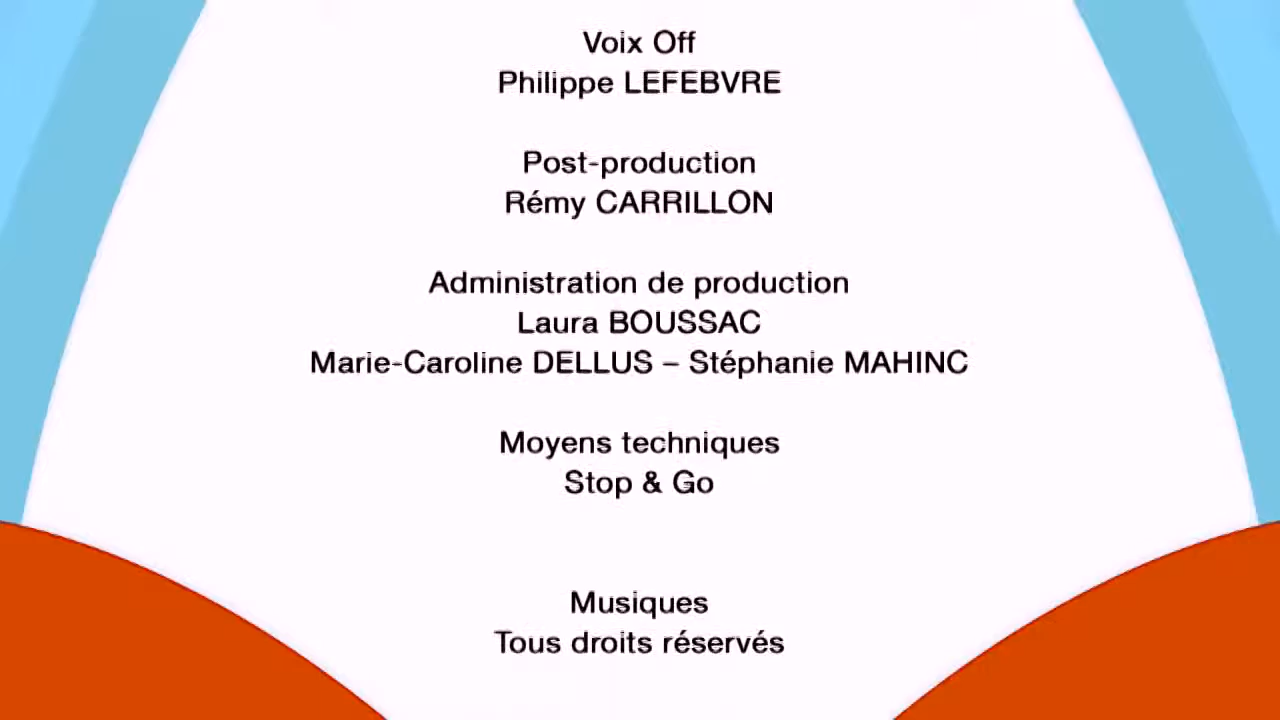 Voix Off
Philippe LEFEBVRE
Post-production
Rémy CARRILLON
Administration de production
Laura BOUSSAC
Marie-Caroline DELLUS – Stéphanie MAHINC
Moyens techniques
Stop & Go
Musiques
Tous droits réservés